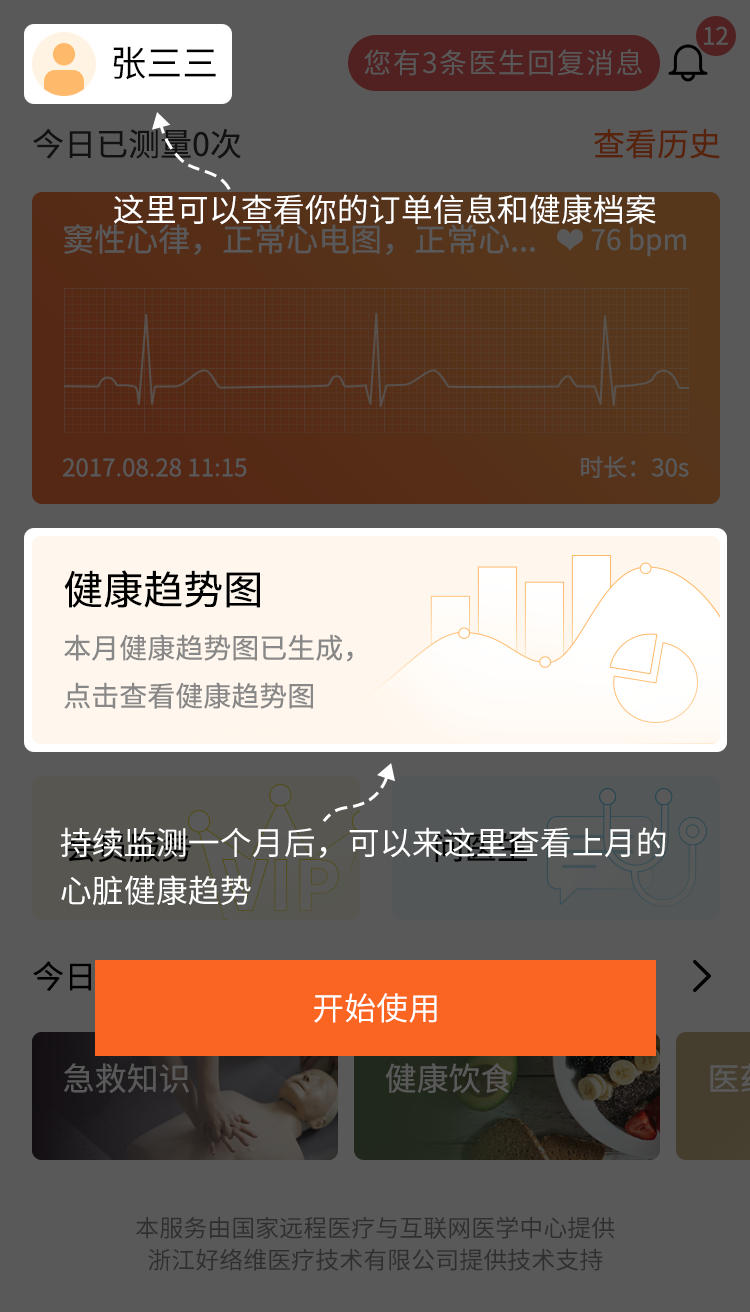 张三三
您有3条医生回复消息
12
今日已测量0次
查看历史
这里可以查看你的订单信息和健康档案
窦性心律，正常心电图，正常心...
76 bpm
2017.08.28 11:15
时长：30s
健康趋势图
本月健康趋势图已生成，
点击查看健康趋势图
会员服务
VIP
问医生
持续监测一个月后，可以来这里查看上月的
心脏健康趋势
今日
开始使用
急救知识
健康饮食
医
本服务由国家远程医疗与互联网医学中心提供
浙江好络维医疗技术有限公司提供技术支持